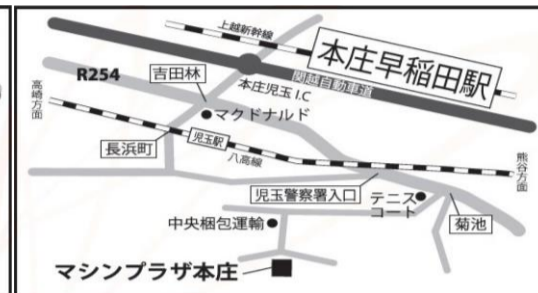 上越新幹線
本庄早稲田駅
関越自動車道
R254
吉田林
本庄児玉I.C
高崎方面
マクドナルド
長浜町
児玉駅
八高線
熊谷方面
児玉警察署入口
テニス
コート
菊池
中央梱包運輸
マシンプラザ本庄